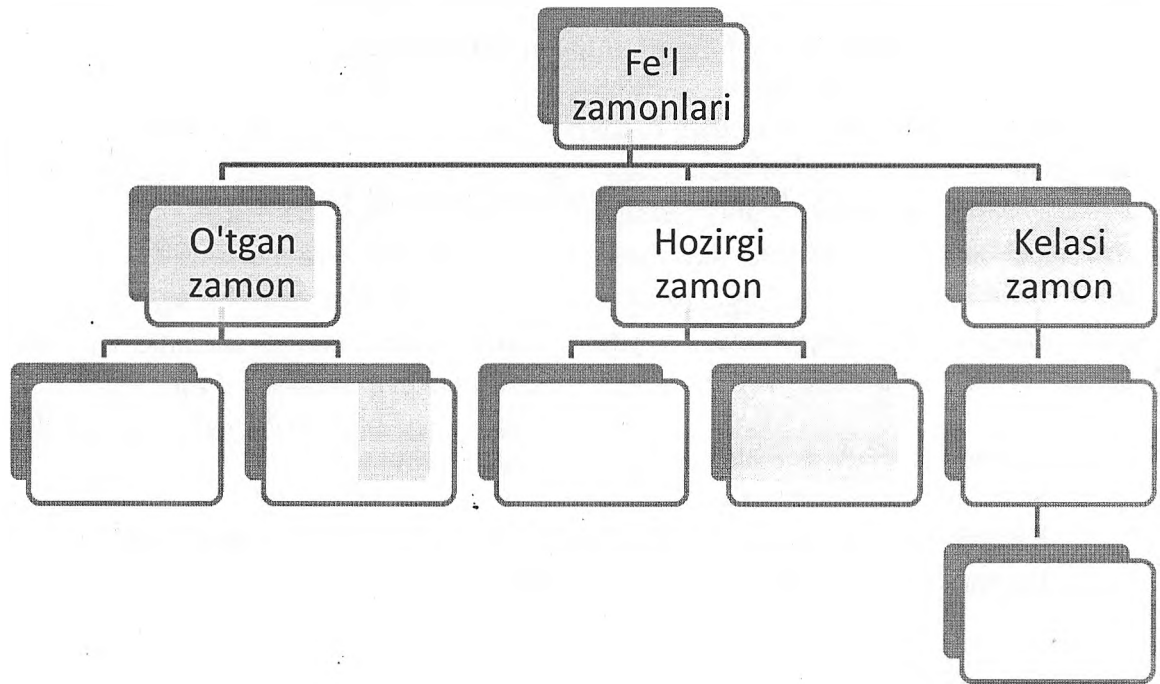 Fe'l
zamonlari
O'tgan
zamon
Hozirgi
zamon
Kelasi
zamon